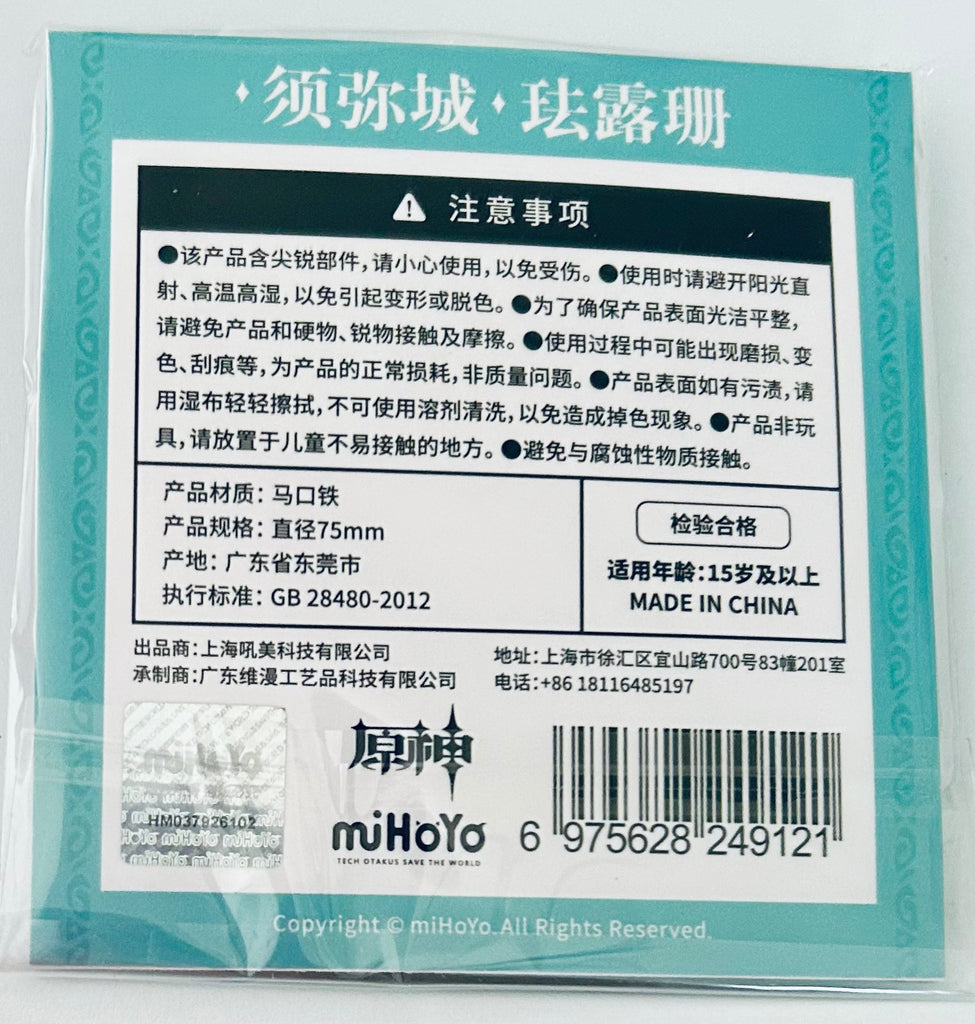 須弥城 珐露珊
注意事项
●该产品含尖锐部件,请小心使用,以免受伤。●使用时请避开阳光直
射、高温高湿,以免引起变形或脱色。●为了确保产品表面光洁平整,
请避免产品和硬物、锐物接触及摩擦。●使用过程中可能出现磨损、变
色、刮痕等,为产品的正常损耗,非质量问题。●产品表面如有污渍,请
用湿布轻轻擦拭,不可使用溶剂清洗,以免造成掉色现象。●产品非玩
具,请放置于儿童不易接触的地方。●避免与腐蚀性物质接触。
产品材质：马口铁
产品规格：直径75mm
产地：广东省东莞市
执行标准：GB 28480-2012
检验合格
适用年龄：15岁及以上
MADE IN CHINA
出品商：上海吼美科技有限公司
承制商：广东维漫工艺品科技有限公司
地址：上海市徐汇区宜山路700号83幢201室
电话：+86 18116485197
miHoYo
HM037926102
原神
miHoYo
TECH OTAKUS SAVE THE WORLD
6 975628 249121
Copyright © miHoYo. All Rights Reserved.